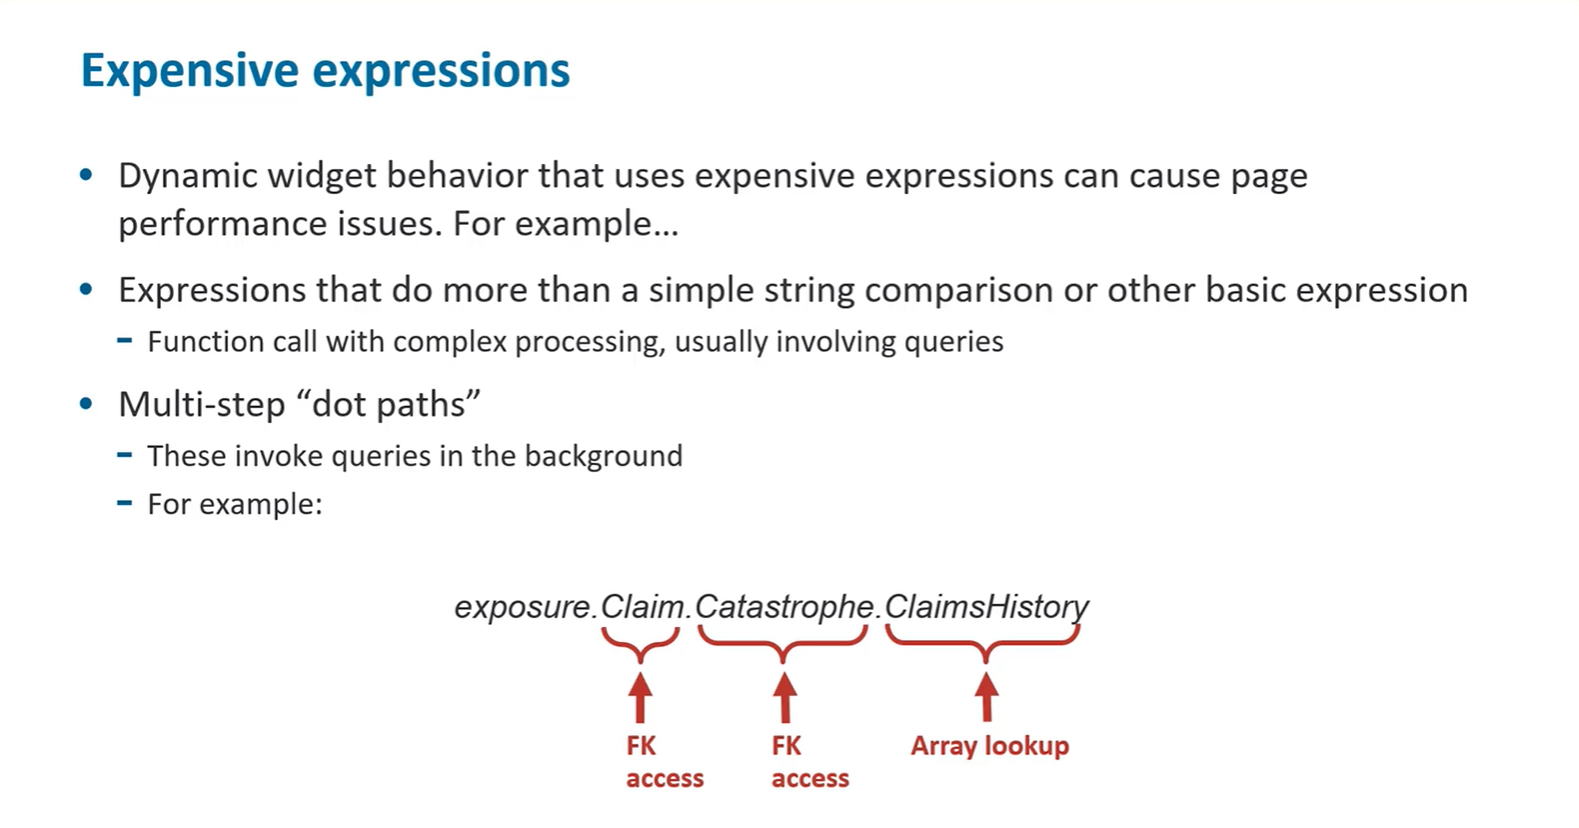 Expensive expressions
• Dynamic widget behavior that uses expensive expressions can cause page
performance issues. For example...
• Expressions that do more than a simple string comparison or other basic expression
– Function call with complex processing, usually involving queries
• Multi-step “dot paths”
– These invoke queries in the background
– For example:
exposure.Claim.Catastrophe.ClaimsHistory
FK access
FK access
Array lookup